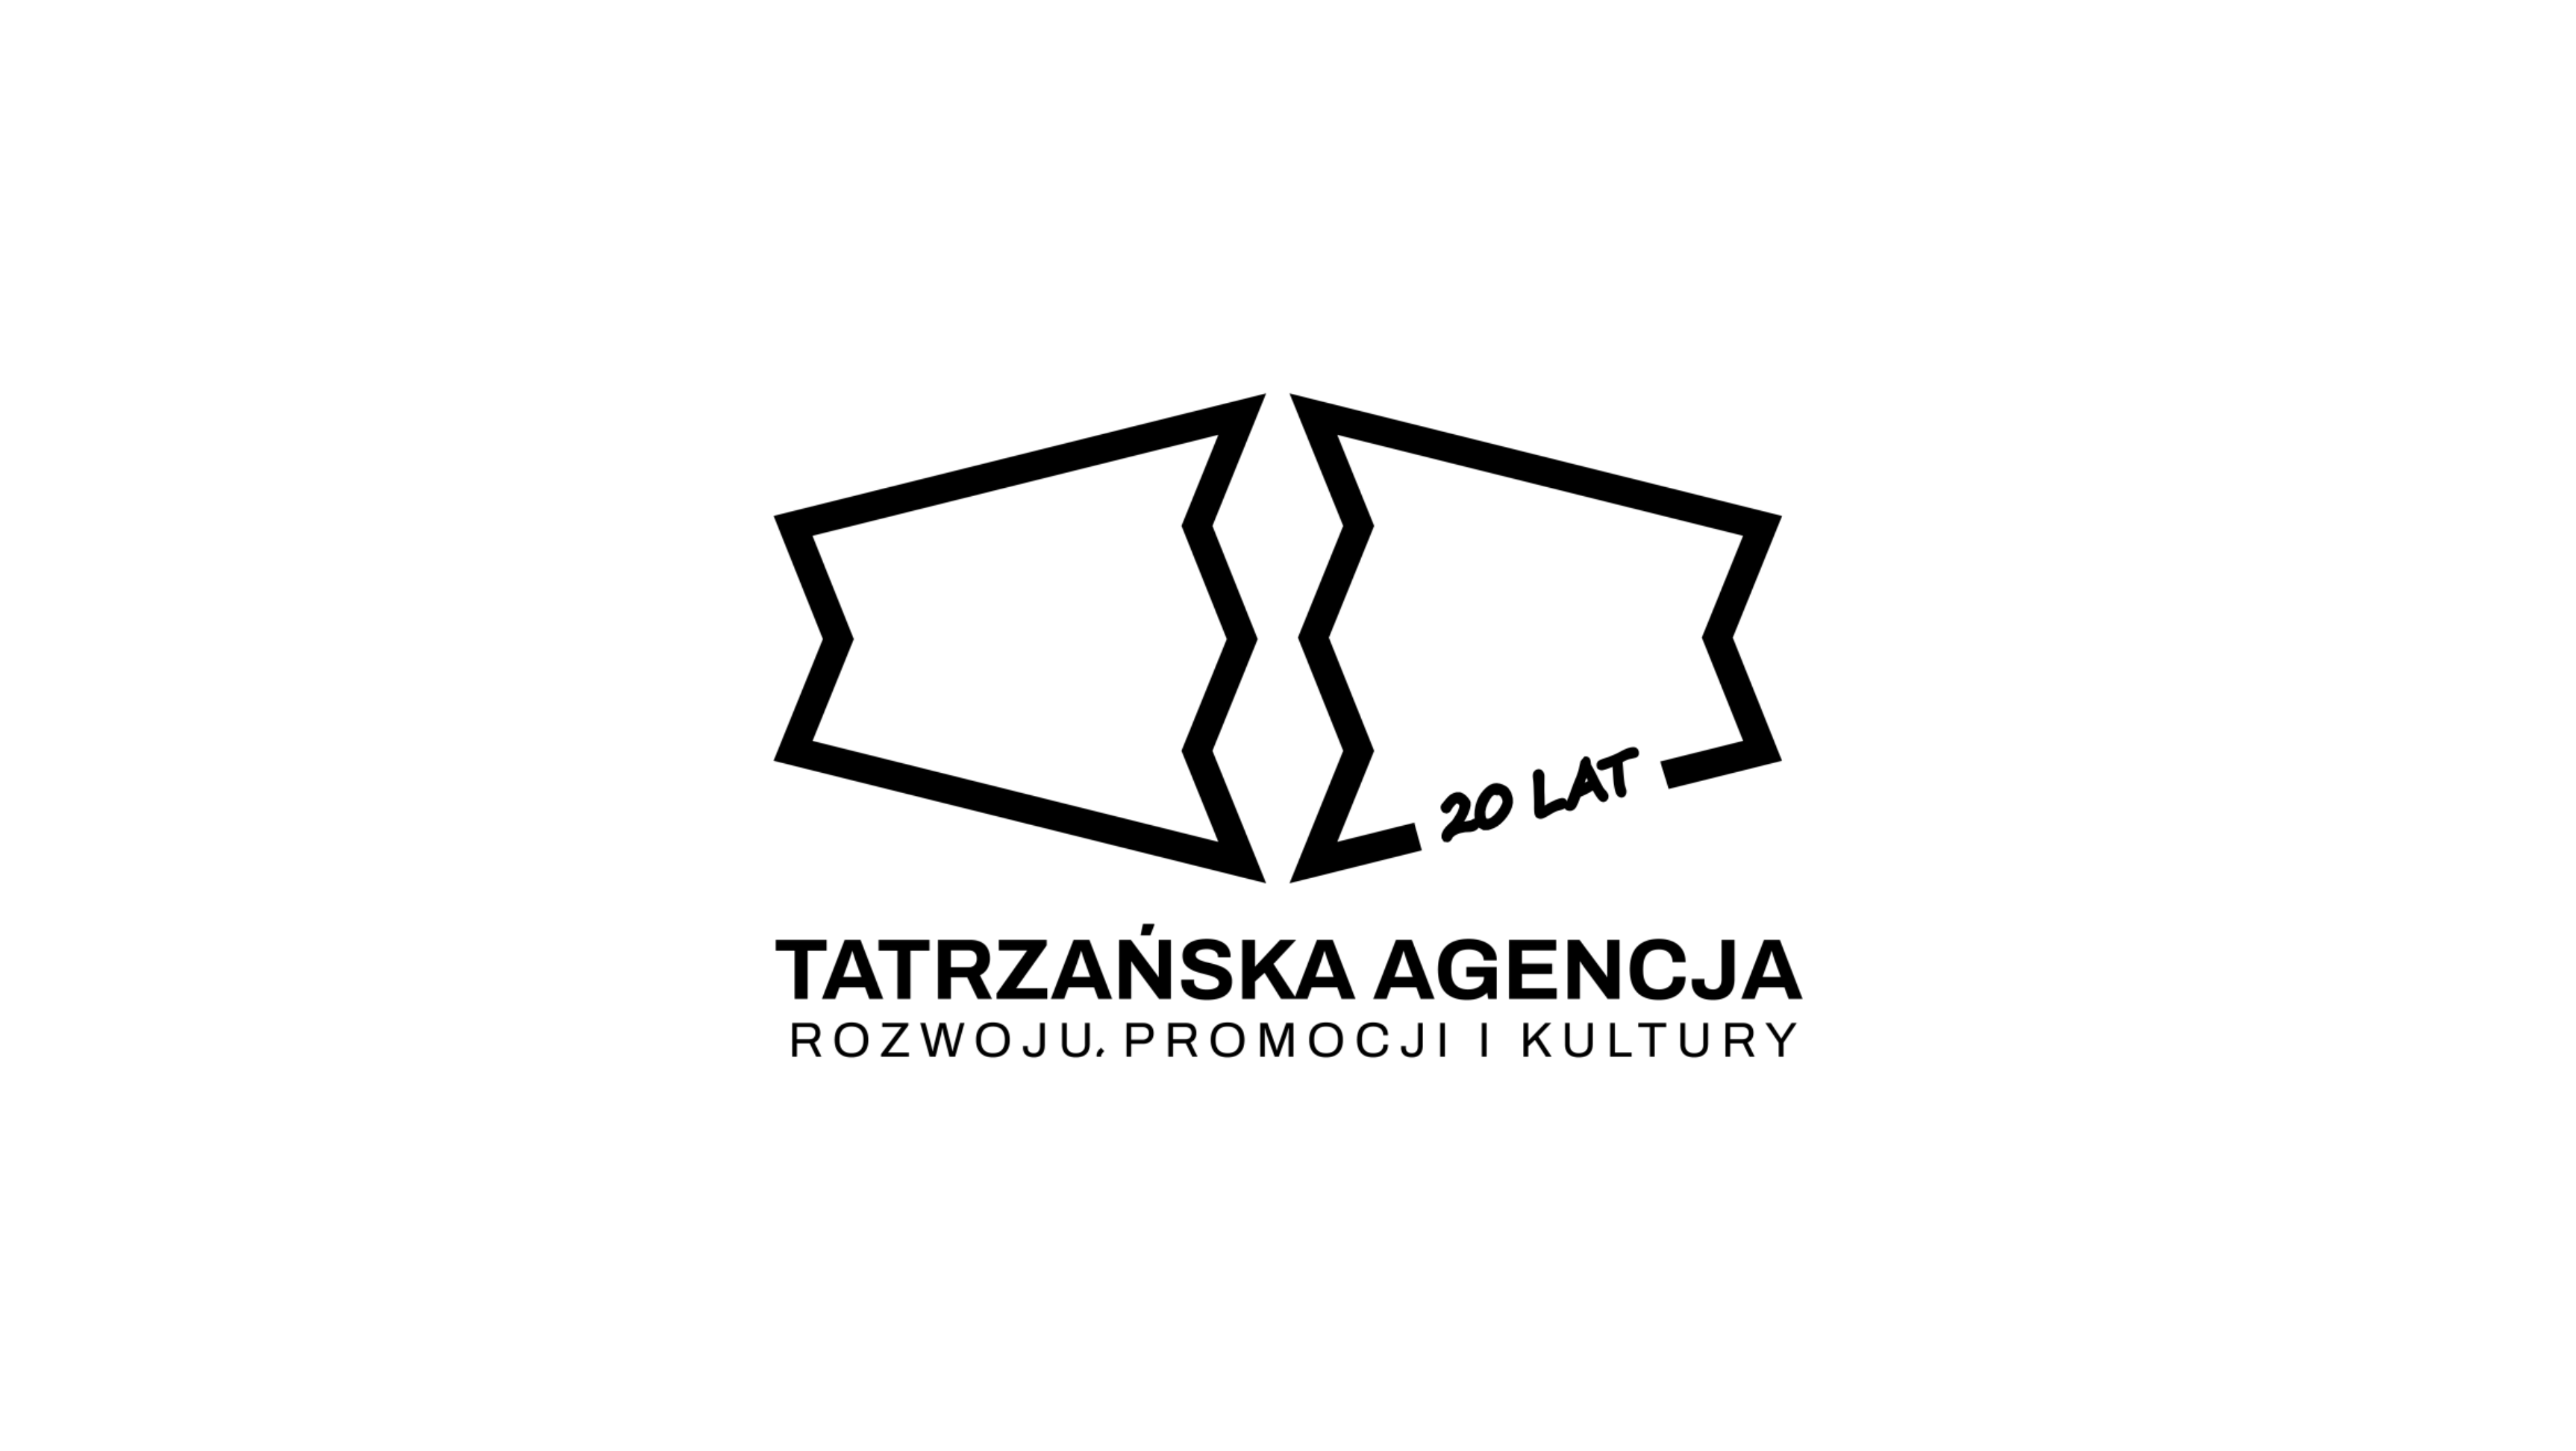 20 LAT
TATRZAŃSKA AGENCJA
ROZWOJU, PROMOCJI I KULTURY